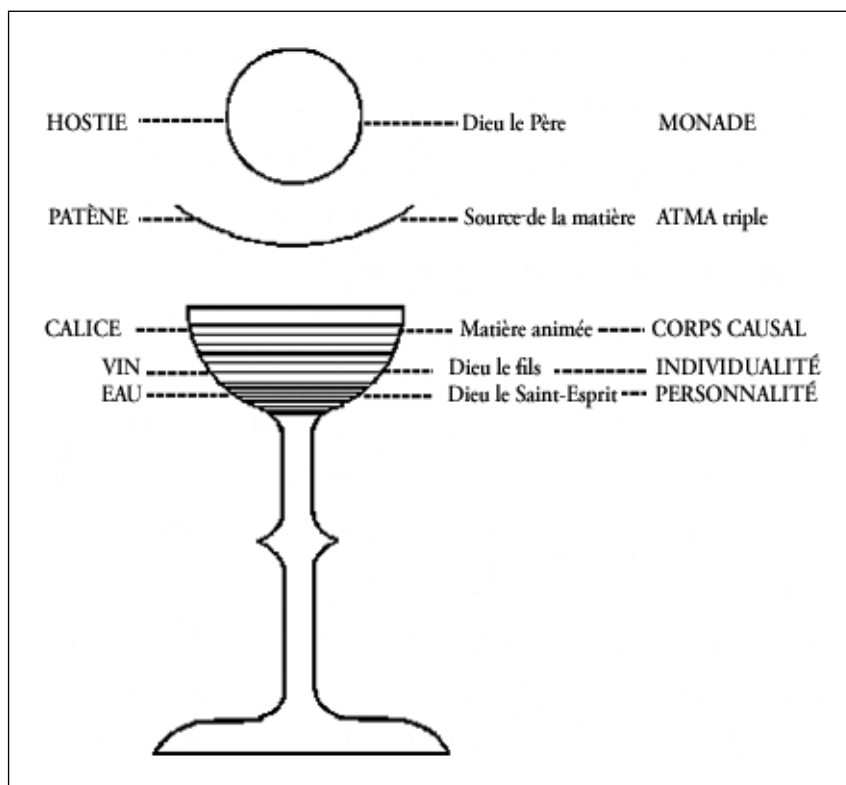 HOSTIE Dieu le Père MONADE
PATÈNE Source de la matière ATMA triple
CALICE Matière animée CORPS CAUSAL
VIN Dieu le fils INDIVIDUALITÉ
EAU Dieu le Saint-Esprit PERSONNALITÉ